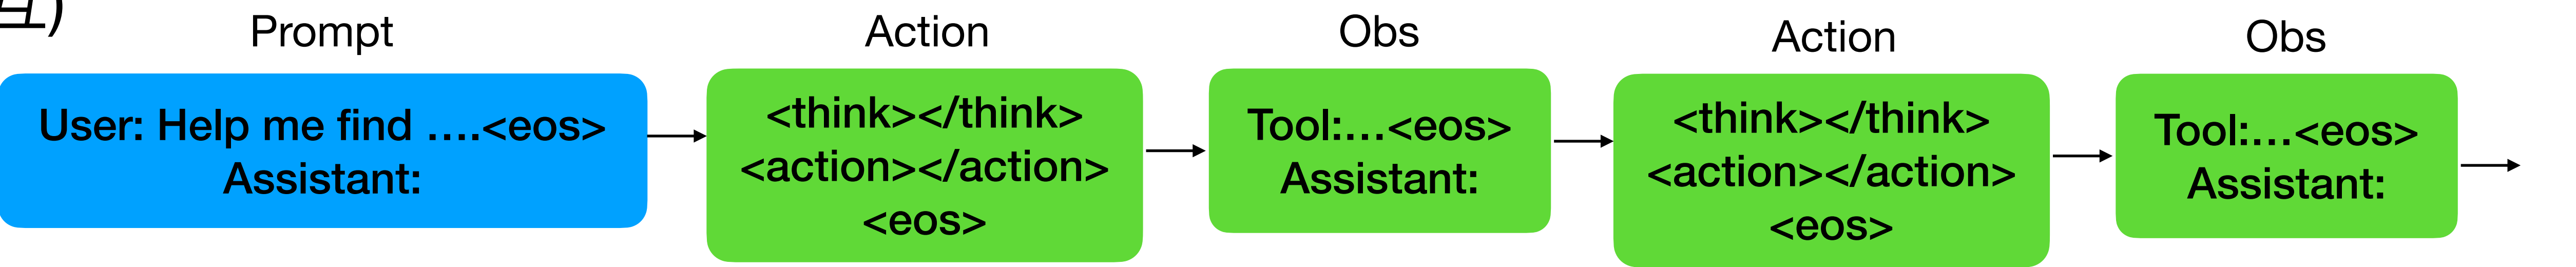 Prompt
Action
Obs
Action
Obs
User: Help me find ....<eos>
Assistant:
<think></think>
<action></action>
<eos>
Tool:...<eos>
Assistant:
<think></think>
<action></action>
<eos>
Tool:...<eos>
Assistant: